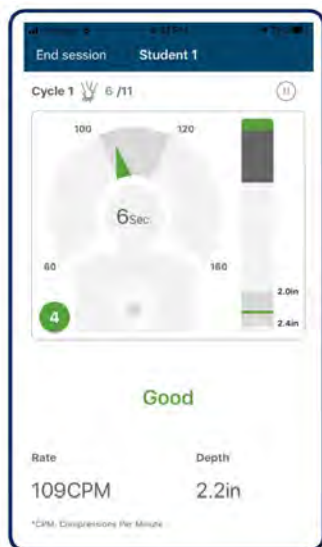 End session Student 1
Cycle 1 6 /11
100 120
6Sec.
60 160
2.0in
4
2.4in
Good
Rate Depth
109CPM 2.2in
*CPM: Compressions Per Minute